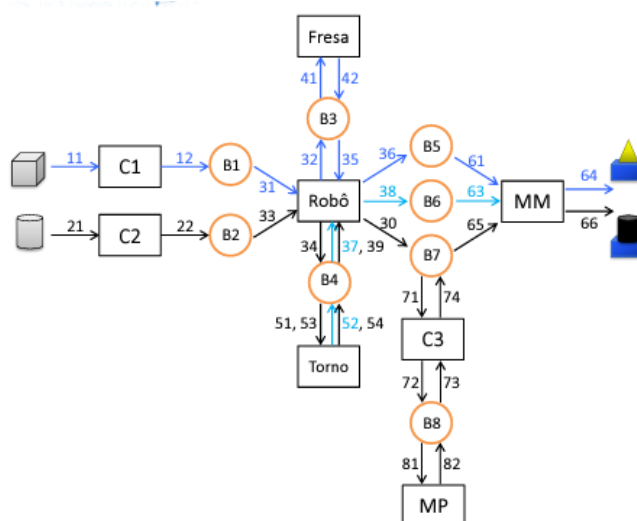 Fresa
41 42
B3
32 35
11 C1 12 B1
31
36 B5
61
64
Robô
38 B6 63
MM
21 C2 22 B2
33
30 B7
65
66
34 37, 39
B4
71 74
51, 53 52, 54
C3
Torno
72 73
B8
81 82
MP